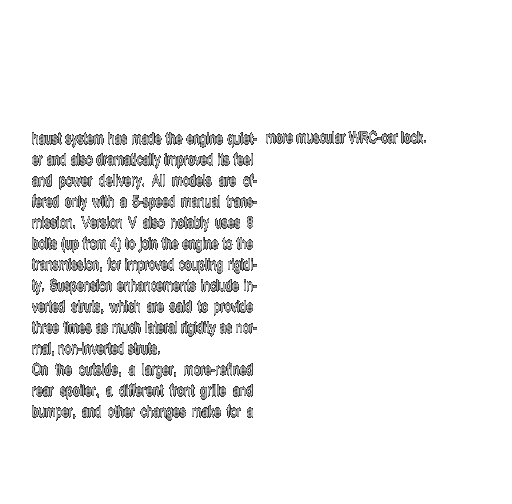 haust system has made the engine quiet-
er and also dramatically improved its feel
and power delivery. All models are of-
fered only with a 5-speed manual trans-
mission. Version V also notably uses 8
bolts (up from 4) to join the engine to the
transmission, for improved coupling rigidi-
ty. Suspension enhancements include in-
verted struts, which are said to provide
three times as much lateral rigidity as nor-
mal, non-inverted struts.
On the outside, a larger, more-refined
rear spoiler, a different front grille and
bumper, and other changes make for a
more muscular WRC-car look.